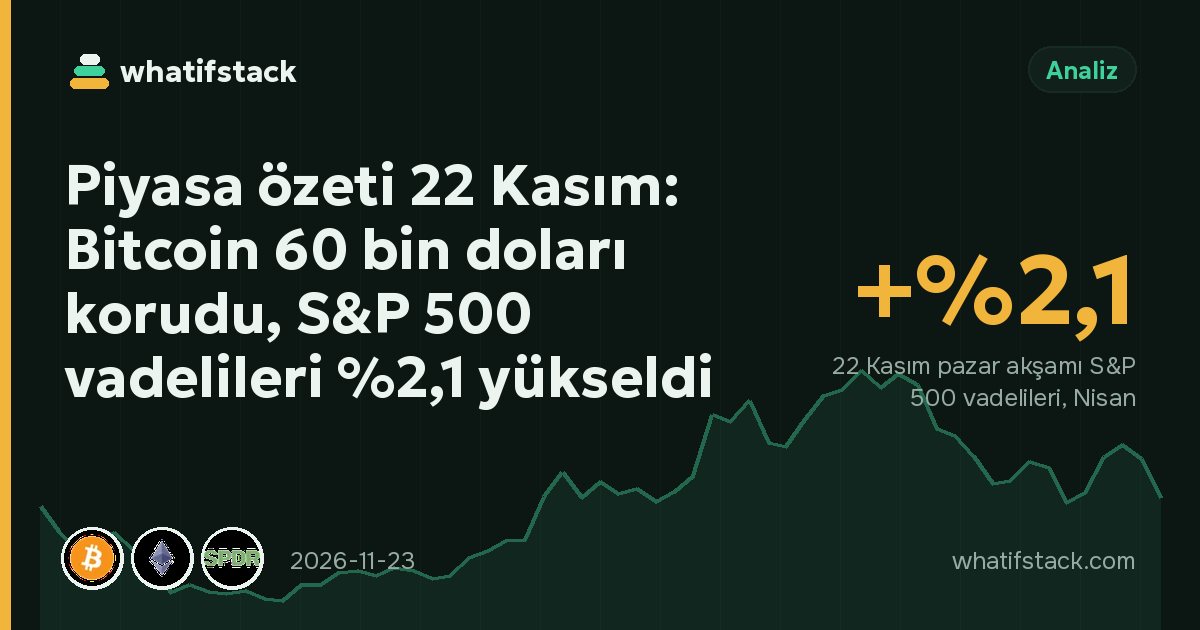 whatifstack
Analiz
Piyasa özeti 22 Kasım:
Bitcoin 60 bin doları
korudu, S&P 500
vadelileri %2,1 yükseldi
+%2,1
22 Kasım pazar akşamı S&P
500 vadelileri, Nisan
SPDR
2026-11-23
whatifstack.com